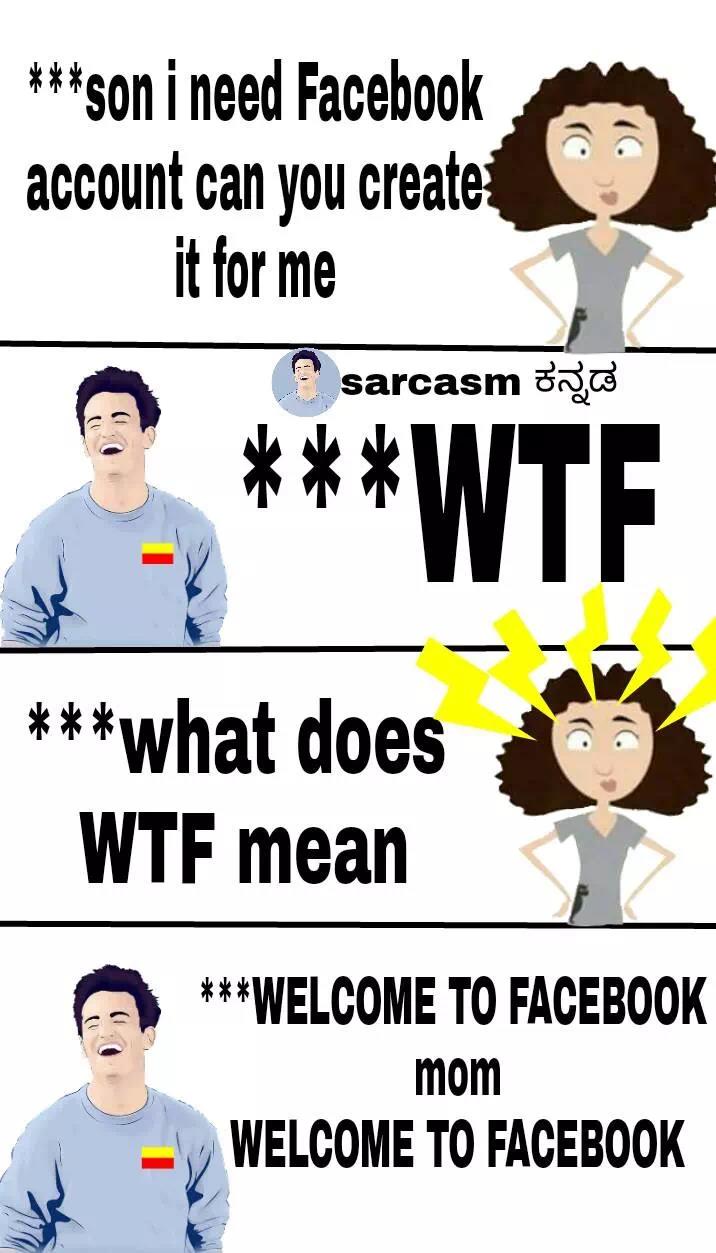 ***son i need Facebook
account can you create
it for me
sarcasm ಕನ್ನಡ
***WTF
***what does
WTF mean
***WELCOME TO FACEBOOK
mom
WELCOME TO FACEBOOK